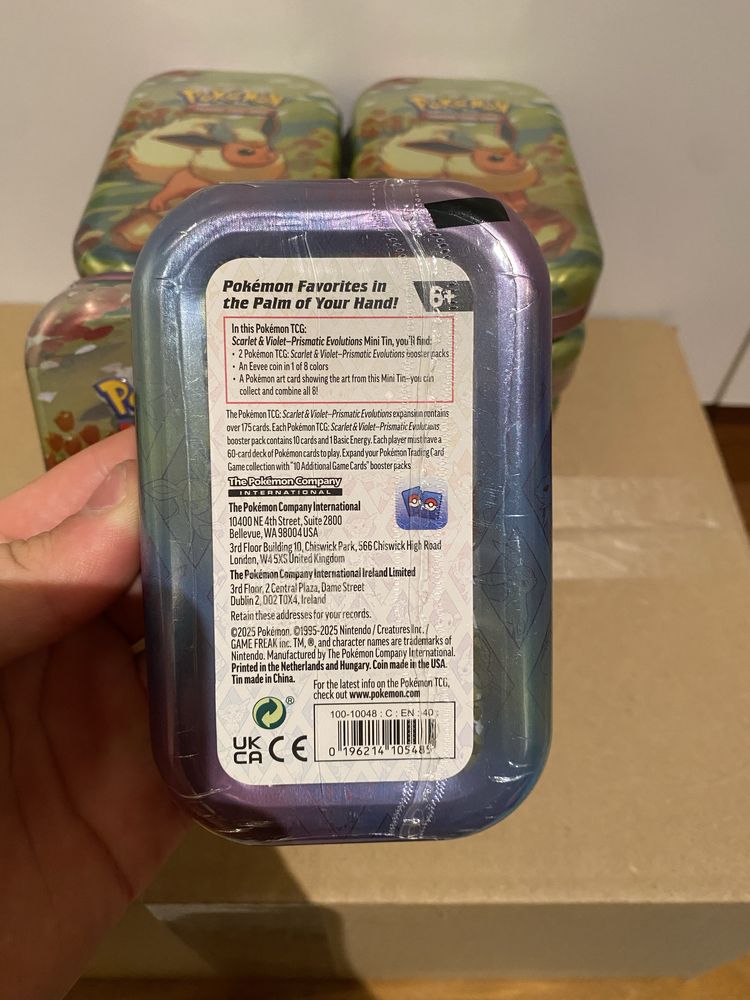 POKÉMON
POKÉMON
Pokémon Favorites in
the Palm of Your Hand!
6+
In this Pokémon TCG:
Scarlet & Violet—Prismatic Evolutions Mini Tin, you'll find:
• 2 Pokémon TCG: Scarlet & Violet—Prismatic Evolutions booster packs
• An Eevee coin in 1 of 8 colors
• A Pokémon art card showing the art from this Mini Tin—you can
collect and combine all 6!
The Pokémon TCG: Scarlet & Violet—Prismatic Evolutions expansion contains
over 175 cards. Each Pokémon TCG: Scarlet & Violet—Prismatic Evolutions
booster pack contains 10 cards and 1 Basic Energy. Each player must have a
60-card deck of Pokémon cards to play. Expand your Pokémon Trading Card
Game collection with "10 Additional Game Cards" booster packs.
The Pokémon Company
INTERNATIONAL
The Pokémon Company International
10400 NE 4th Street, Suite 2800
Bellevue, WA 98004 USA
3rd Floor Building 10, Chiswick Park, 566 Chiswick High Road
London, W4 5XS United Kingdom
The Pokémon Company International Ireland Limited
3rd Floor, 2 Central Plaza, Dame Street
Dublin 2, D02 T0X4, Ireland
Retain these addresses for your records.
©2025 Pokémon. ©1995-2025 Nintendo / Creatures Inc. /
GAME FREAK inc. TM, ®, and character names are trademarks of
Nintendo. Manufactured by The Pokémon Company International.
Printed in the Netherlands and Hungary. Coin made in the USA.
Tin made in China.
For the latest info on the Pokémon TCG,
check out www.pokemon.com
®
UK
CA CE
100-10048 : C : EN : 40 :
0 196214 105485